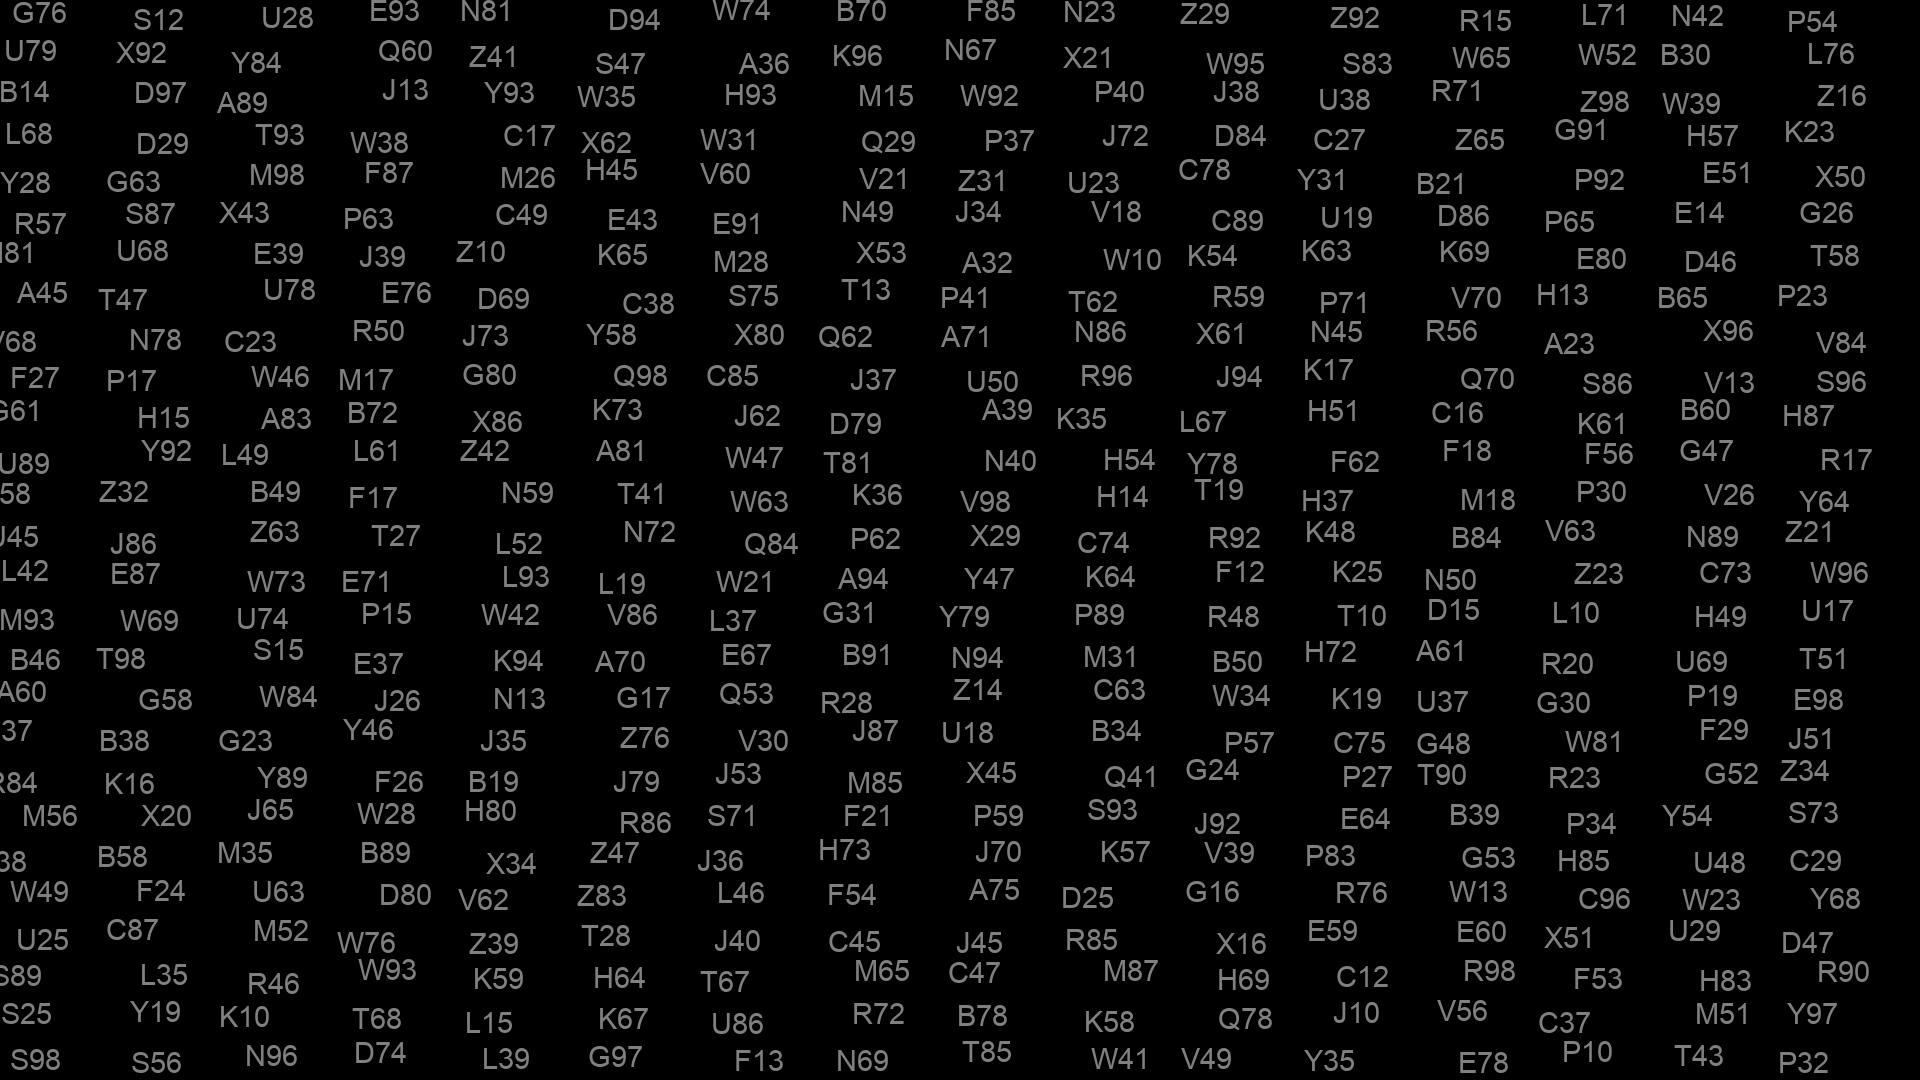 G76 S12 U28 E93 N81 D94 W74 B70 F85 N23 Z29 Z92 R15 L71 N42 P54
U79 X92 Y84 Q60 Z41 S47 A36 K96 N67 X21 W95 S83 W65 W52 B30 L76
B14 D97 A89 J13 Y93 W35 H93 M15 W92 P40 J38 U38 R71 Z98 W39 Z16
L68 D29 T93 W38 C17 X62 W31 Q29 P37 J72 D84 C27 Z65 G91 H57 K23
Y28 G63 M98 F87 M26 H45 V60 V21 Z31 U23 C78 Y31 B21 P92 E51 X50
R57 S87 X43 P63 C49 E43 E91 N49 J34 V18 C89 U19 D86 P65 E14 G26
81 U68 E39 J39 Z10 K65 M28 X53 A32 W10 K54 K63 K69 E80 D46 T58
A45 T47 U78 E76 D69 C38 S75 T13 P41 T62 R59 P71 V70 H13 B65 P23
V68 N78 C23 R50 J73 Y58 X80 Q62 A71 N86 X61 N45 R56 A23 X96 V84
F27 P17 W46 M17 G80 Q98 C85 J37 U50 R96 J94 K17 Q70 S86 V13 S96
G61 H15 A83 B72 X86 K73 J62 D79 A39 K35 L67 H51 C16 K61 B60 H87
U89 Y92 L49 L61 Z42 A81 W47 T81 N40 H54 Y78 F62 F18 F56 G47 R17
58 Z32 B49 F17 N59 T41 W63 K36 V98 H14 T19 H37 M18 P30 V26 Y64
45 J86 Z63 T27 L52 N72 Q84 P62 X29 C74 R92 K48 B84 V63 N89 Z21
L42 E87 W73 E71 L93 L19 W21 A94 Y47 K64 F12 K25 N50 Z23 C73 W96
M93 W69 U74 P15 W42 V86 L37 G31 Y79 P89 R48 T10 D15 L10 H49 U17
B46 T98 S15 E37 K94 A70 E67 B91 N94 M31 B50 H72 A61 R20 U69 T51
A60 G58 W84 J26 N13 G17 Q53 R28 Z14 C63 W34 K19 U37 G30 P19 E98
37 B38 G23 Y46 J35 Z76 V30 J87 U18 B34 P57 C75 G48 W81 F29 J51
R84 K16 Y89 F26 B19 J79 J53 M85 X45 Q41 G24 P27 T90 R23 G52 Z34
M56 X20 J65 W28 H80 R86 S71 F21 P59 S93 J92 E64 B39 P34 Y54 S73
38 B58 M35 B89 X34 Z47 J36 H73 J70 K57 V39 P83 G53 H85 U48 C29
W49 F24 U63 D80 V62 Z83 L46 F54 A75 D25 G16 R76 W13 C96 W23 Y68
U25 C87 M52 W76 Z39 T28 J40 C45 J45 R85 X16 E59 E60 X51 U29 D47
S89 L35 R46 W93 K59 H64 T67 M65 C47 M87 H69 C12 R98 F53 H83 R90
S25 Y19 K10 T68 L15 K67 U86 R72 B78 K58 Q78 J10 V56 C37 M51 Y97
S98 S56 N96 D74 L39 G97 F13 N69 T85 W41 V49 Y35 E78 P10 T43 P32